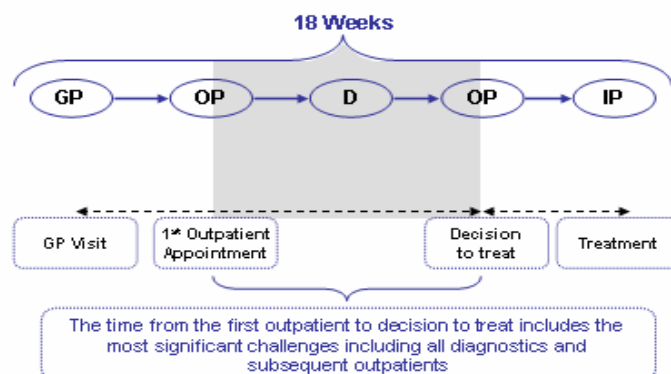 18 Weeks
GP
OP
D
OP
IP
GP Visit
1st Outpatient
Appointment
Decision
to treat
Treatment
The time from the first outpatient to decision to treat includes the
most significant challenges including all diagnostics and
subsequent outpatients